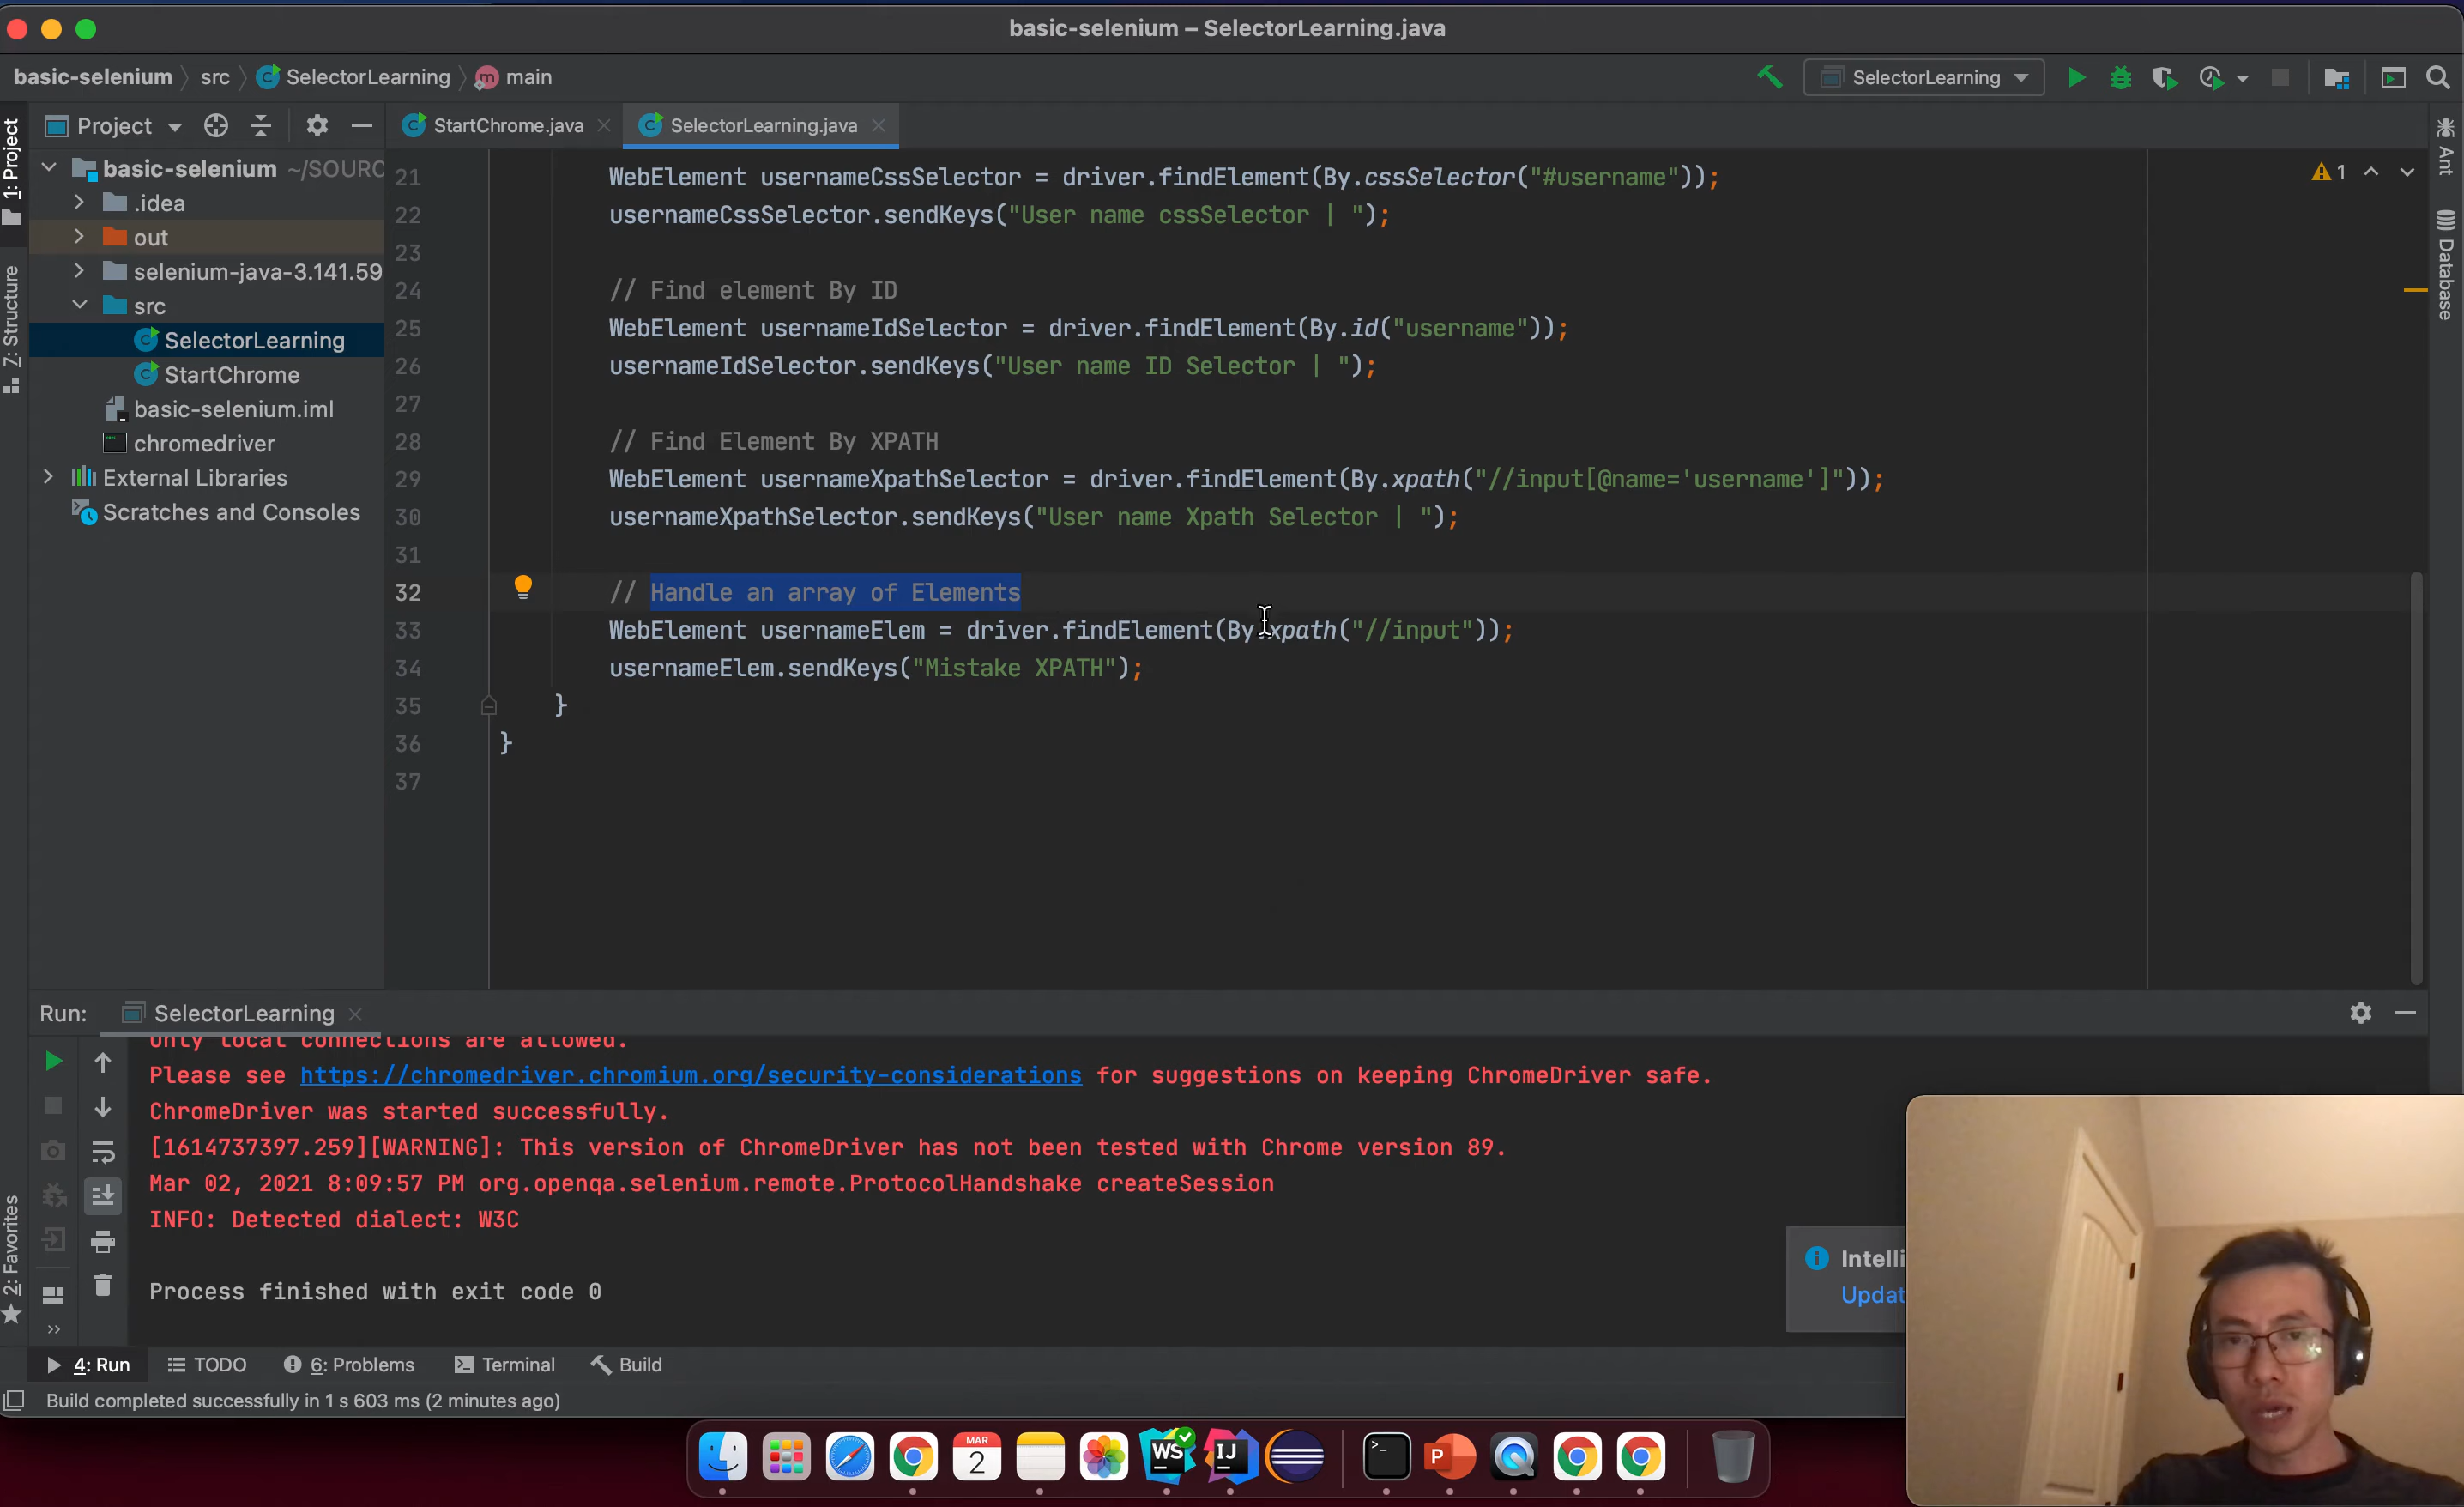 basic-selenium – SelectorLearning.java
basic-selenium src SelectorLearning m main
SelectorLearning
1: Project
Z: Structure
2: Favorites
Ant
Database
Project
StartChrome.java
SelectorLearning.java
basic-selenium ~/SOURC
.idea
out
selenium-java-3.141.59
src
SelectorLearning
StartChrome
basic-selenium.iml
chromedriver
External Libraries
Scratches and Consoles
1
21 WebElement usernameCssSelector = driver.findElement(By.cssSelector("#username"));
22 usernameCssSelector.sendKeys("User name cssSelector | ");
23
24 // Find element By ID
25 WebElement usernameIdSelector = driver.findElement(By.id("username"));
26 usernameIdSelector.sendKeys("User name ID Selector | ");
27
28 // Find Element By XPATH
29 WebElement usernameXpathSelector = driver.findElement(By.xpath("//input[@name='username']"));
30 usernameXpathSelector.sendKeys("User name Xpath Selector | ");
31
32 // Handle an array of Elements
33 WebElement usernameElem = driver.findElement(By.xpath("//input"));
34 usernameElem.sendKeys("Mistake XPATH");
35 }
36 }
37
Run: SelectorLearning
Only local connections are allowed.
Please see https://chromedriver.chromium.org/security-considerations for suggestions on keeping ChromeDriver safe.
ChromeDriver was started successfully.
[1614737397.259][WARNING]: This version of ChromeDriver has not been tested with Chrome version 89.
Mar 02, 2021 8:09:57 PM org.openqa.selenium.remote.ProtocolHandshake createSession
INFO: Detected dialect: W3C
Process finished with exit code 0
Intelli
Updat
4: Run TODO 6: Problems Terminal Build
Build completed successfully in 1 s 603 ms (2 minutes ago)
MAR
2
WS
IJ
P